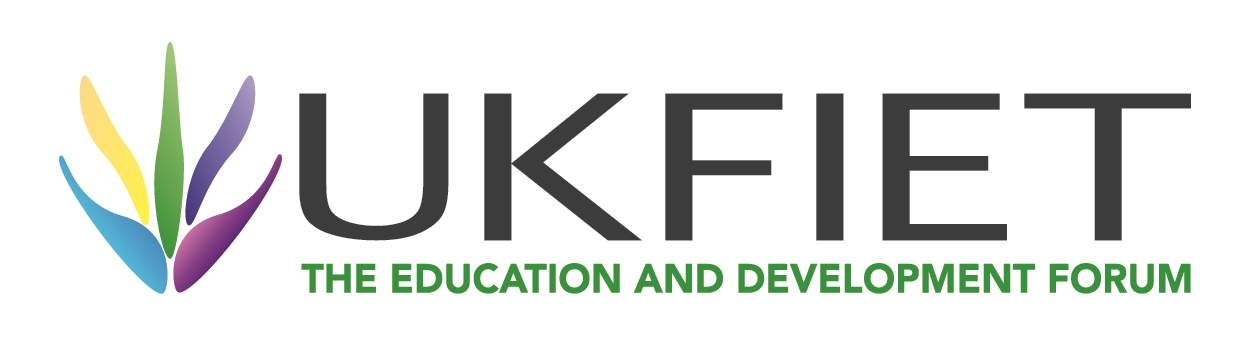 UKFIET
THE EDUCATION AND DEVELOPMENT FORUM